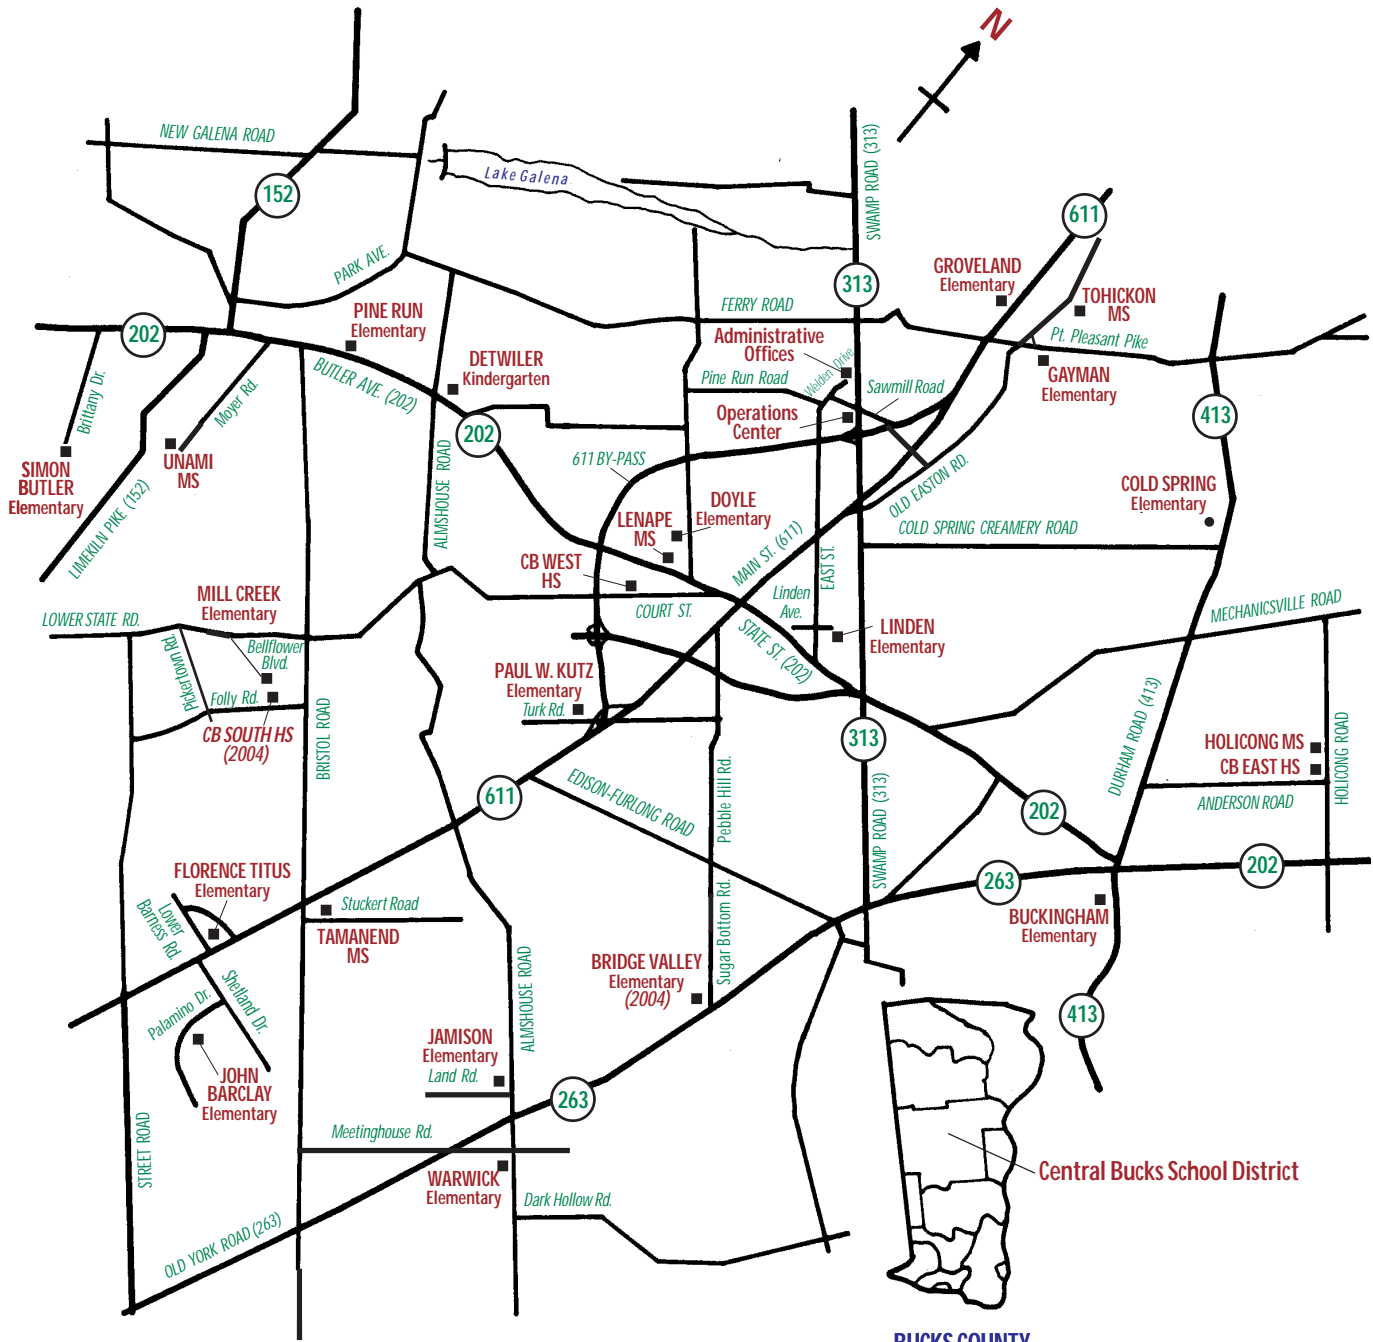 N
NEW GALENA ROAD
152
Lake Galena
SWAMP ROAD (313)
611
PARK AVE.
313
GROVELAND
Elementary
TOHICKON
MS
PINE RUN
Elementary
FERRY ROAD
202
Administrative
Offices
Pt. Pleasant Pike
DETWILER
Kindergarten
BUTLER AVE. (202)
Pine Run Road
Welden Drive
Sawmill Road
GAYMAN
Elementary
Brittany Dr.
Moyer Rd.
Operations
Center
413
202
SIMON
BUTLER
Elementary
UNAMI
MS
LIMEKILN PIKE (152)
ALMSHOUSE ROAD
611 BY-PASS
OLD EASTON RD.
COLD SPRING
Elementary
DOYLE
Elementary
LENAPE
MS
COLD SPRING CREAMERY ROAD
MAIN ST. (611)
EAST ST.
CB WEST
HS
MILL CREEK
Elementary
COURT ST.
Linden
Ave.
MECHANICSVILLE ROAD
LOWER STATE RD.
STATE ST. (202)
LINDEN
Elementary
Pickertown Rd.
Bellflower
Blvd.
PAUL W. KUTZ
Elementary
Folly Rd.
Turk Rd.
CB SOUTH HS
(2004)
BRISTOL ROAD
313
DURHAM ROAD (413)
HOLICONG MS
CB EAST HS
HOLICONG ROAD
611
EDISON-FURLONG ROAD
Pebble Hill Rd.
SWAMP ROAD (313)
202
ANDERSON ROAD
FLORENCE TITUS
Elementary
263
202
Lower
Barness Rd.
Stuckert Road
TAMANEND
MS
Sugar Bottom Rd.
BUCKINGHAM
Elementary
BRIDGE VALLEY
Elementary
(2004)
Shetland Dr.
Palamino Dr.
ALMSHOUSE ROAD
413
JAMISON
Elementary
Land Rd.
JOHN
BARCLAY
Elementary
263
STREET ROAD
Meetinghouse Rd.
WARWICK
Elementary
Central Bucks School District
Dark Hollow Rd.
OLD YORK ROAD (263)
BUCKS COUNTY